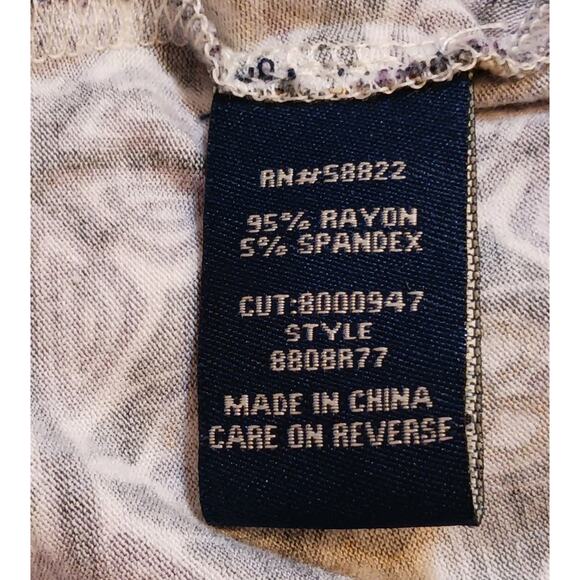 RN#58822
95% RAYON
5% SPANDEX
CUT:8000947
STYLE
8808R77
MADE IN CHINA
CARE ON REVERSE